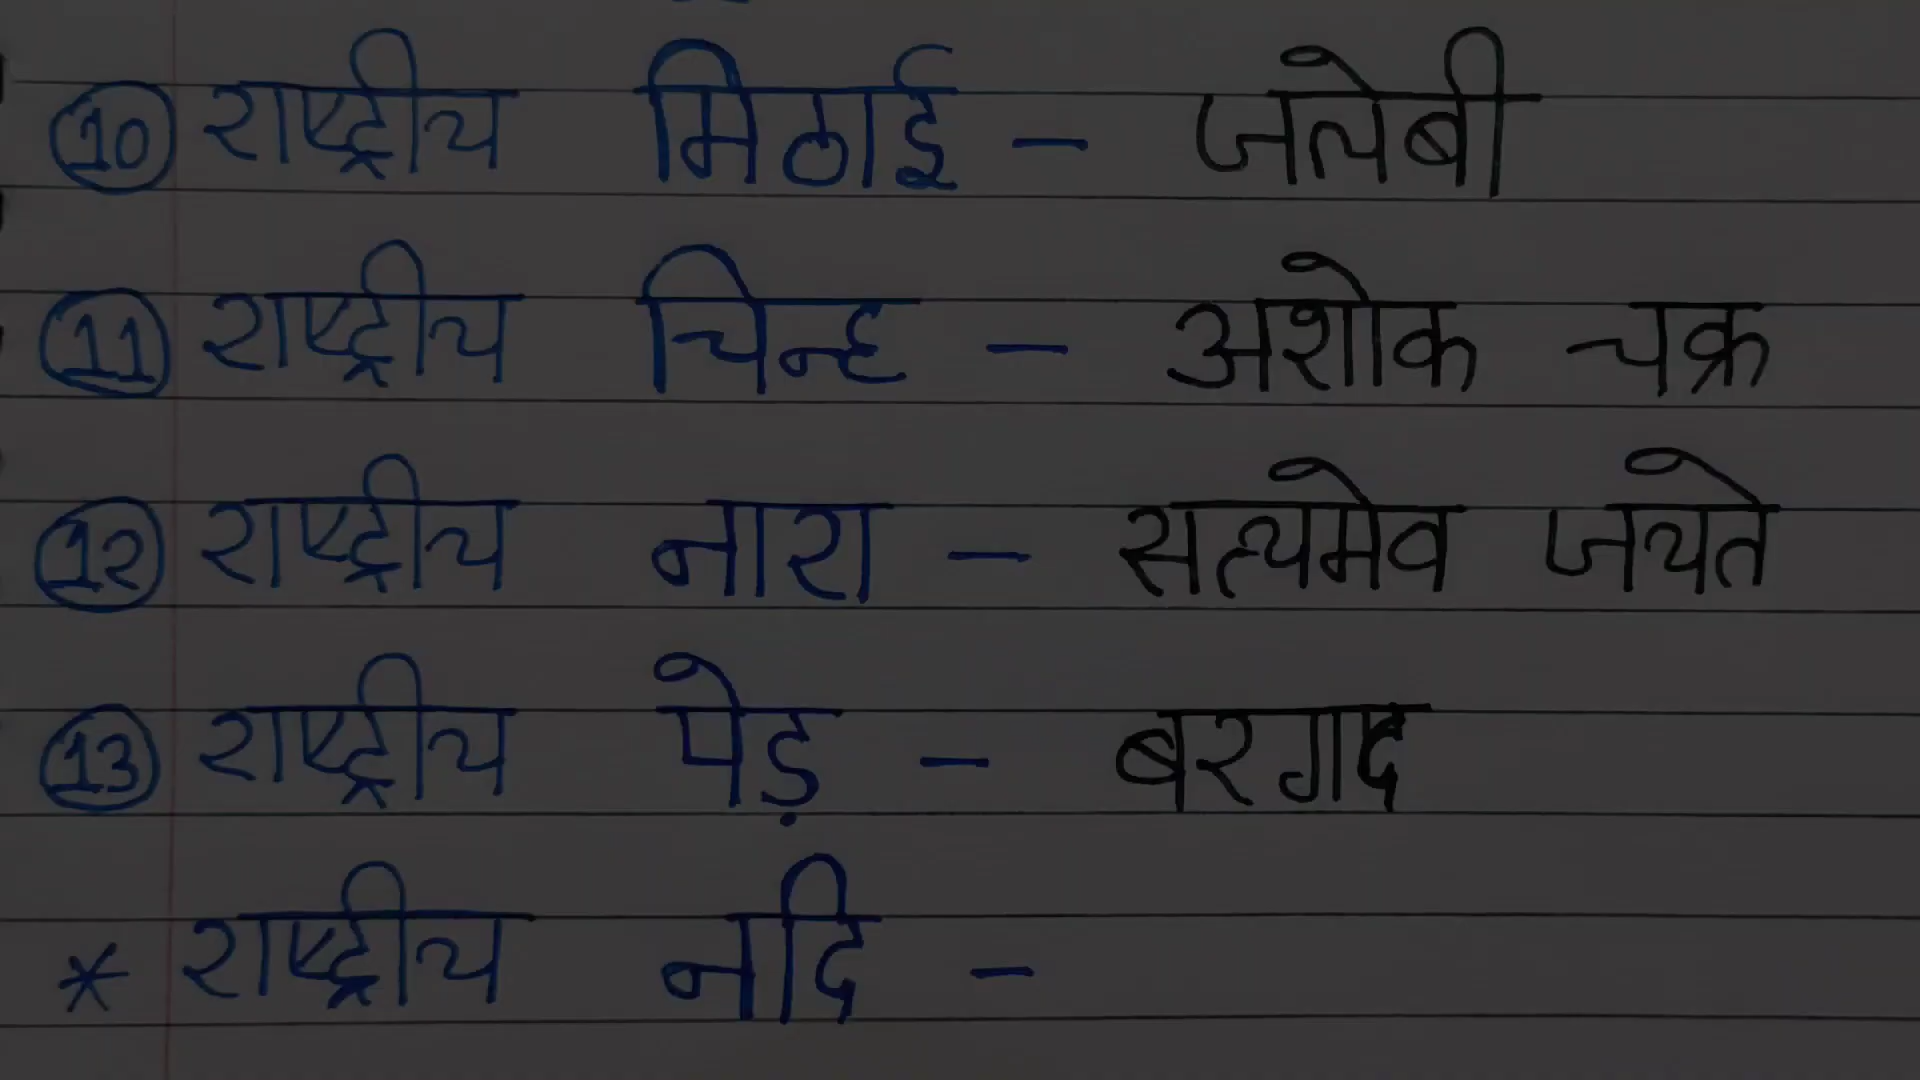 10 राष्ट्रीय मिठाई - जलेबी
11 राष्ट्रीय चिन्ह - अशोक चक्र
12 राष्ट्रीय नारा - सत्यमेव जयते
13 राष्ट्रीय पेड़ - बरगद
* राष्ट्रीय नदि -